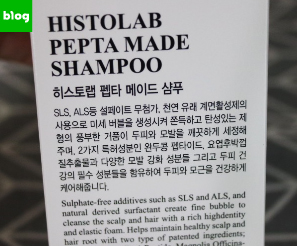 blog
HISTOLAB
PEPTA MADE
SHAMPOO
히스토랩 펩타 메이드 샴푸
SLS, ALS등 설페이트 무첨가, 천연 유래 계면활성제의
사용으로 미세 버블을 생성시켜 쫀득하고 탄성있는 제
형의 풍부한 기품이 두피와 모발을 깨끗하게 세정해
주며, 2가지 특허성분인 완두콩 펩타이드, 요엽후박껍
질추출물과 다양한 모발 강화 성분들 그리고 두피 건
강의 필수 성분들을 함유하여 두피와 모근을 건강하게
케어해줍니다.
Sulphate-free additives such as SLS and ALS, and
natural derived surfactant create fine bubble to
cleanse the scalp and hair with a rich highdentity
and elastic foam. Helps maintain healthy scalp and
hair root with two type of patented ingredients,
Magnolia Officina-